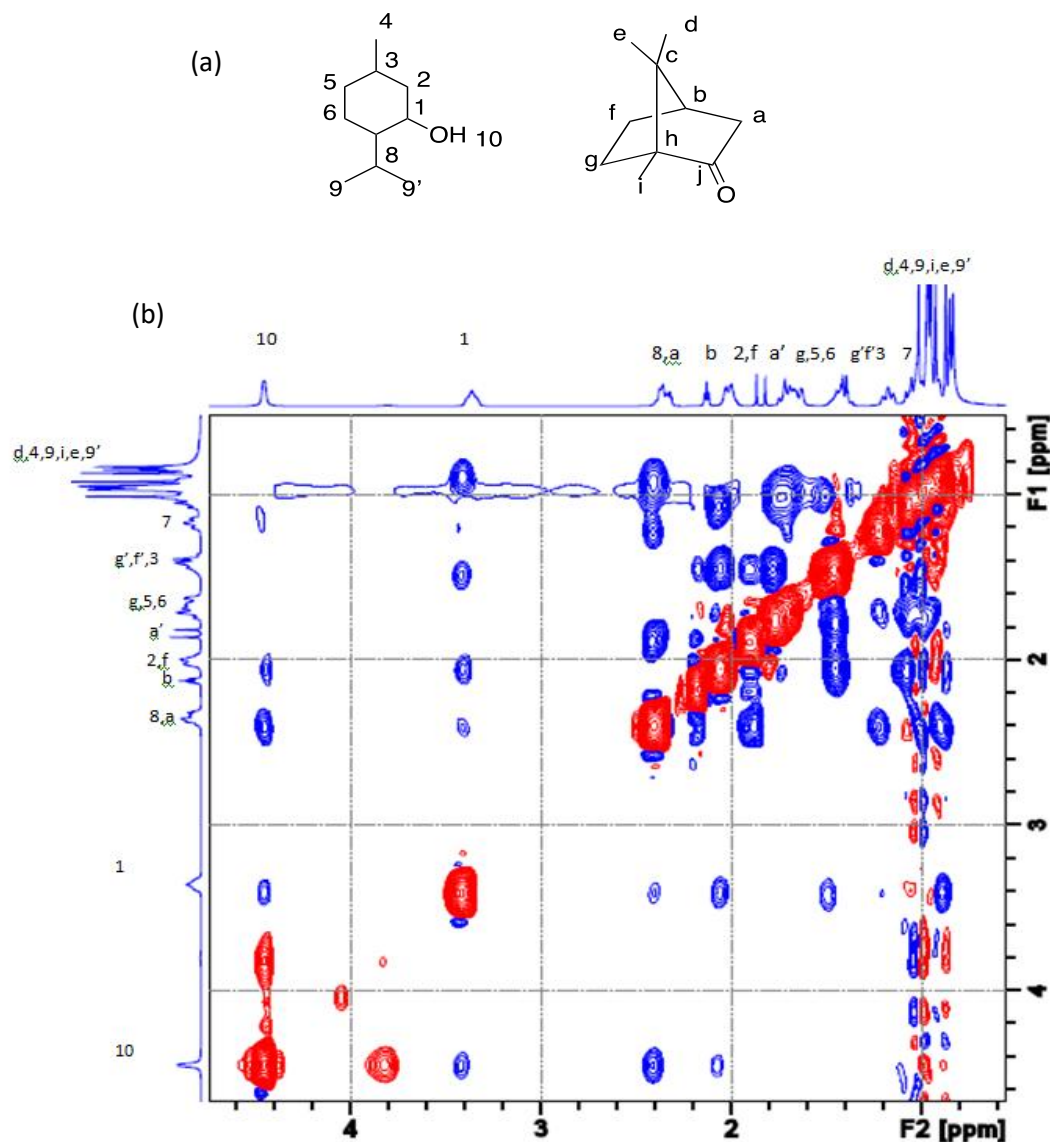 (a)
4
3
2
5
6
1
OH
10
8
9
9'
e
d
c
b
f
a
h
g
i
j
O
(b)
d,4,9,i,e,9'
10
1
8,a
b
2,f
a'
g,5,6
g'f'3
7
d,4,9,i,e,9'
7
g',f',3
g,5,6
a'
2,f
b
8,a
1
10
F1 [ppm]
1
2
3
4
4
3
2
F2 [ppm]